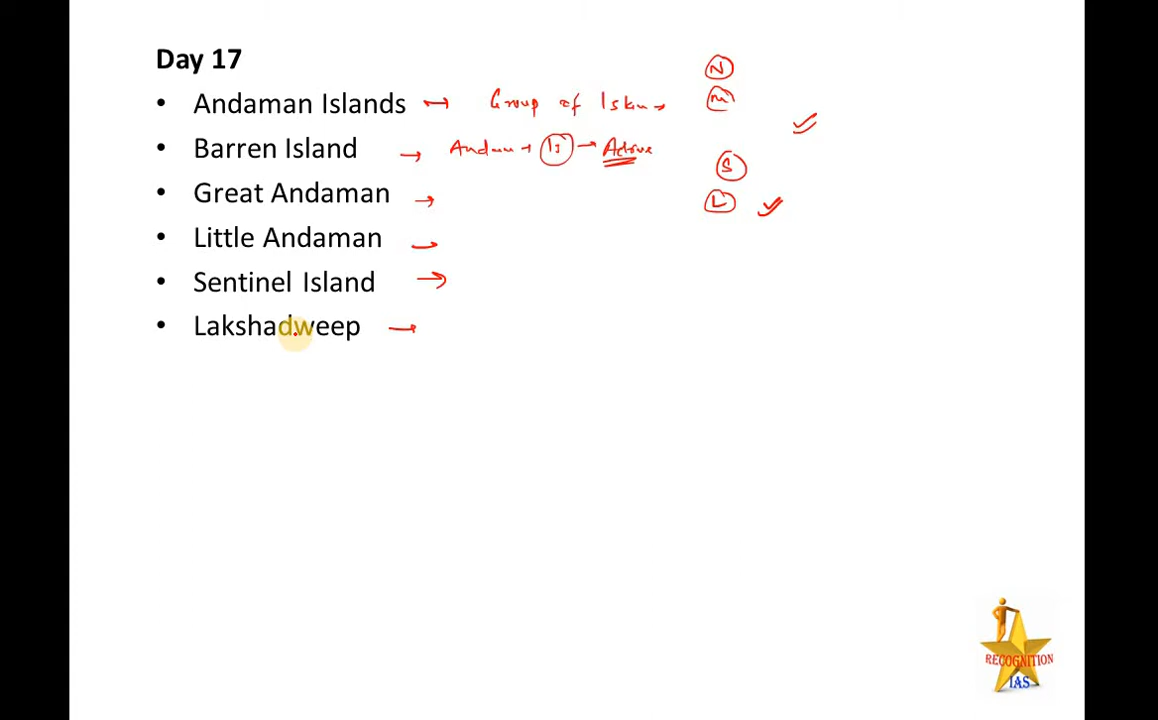 Day 17
N
• Andaman Islands → Group of
M
• Barren Island → Andaman → Is → Active
S
• Great Andaman →
L
• Little Andaman
• Sentinel Island →
• Lakshadweep →
RECOGNITION
IAS